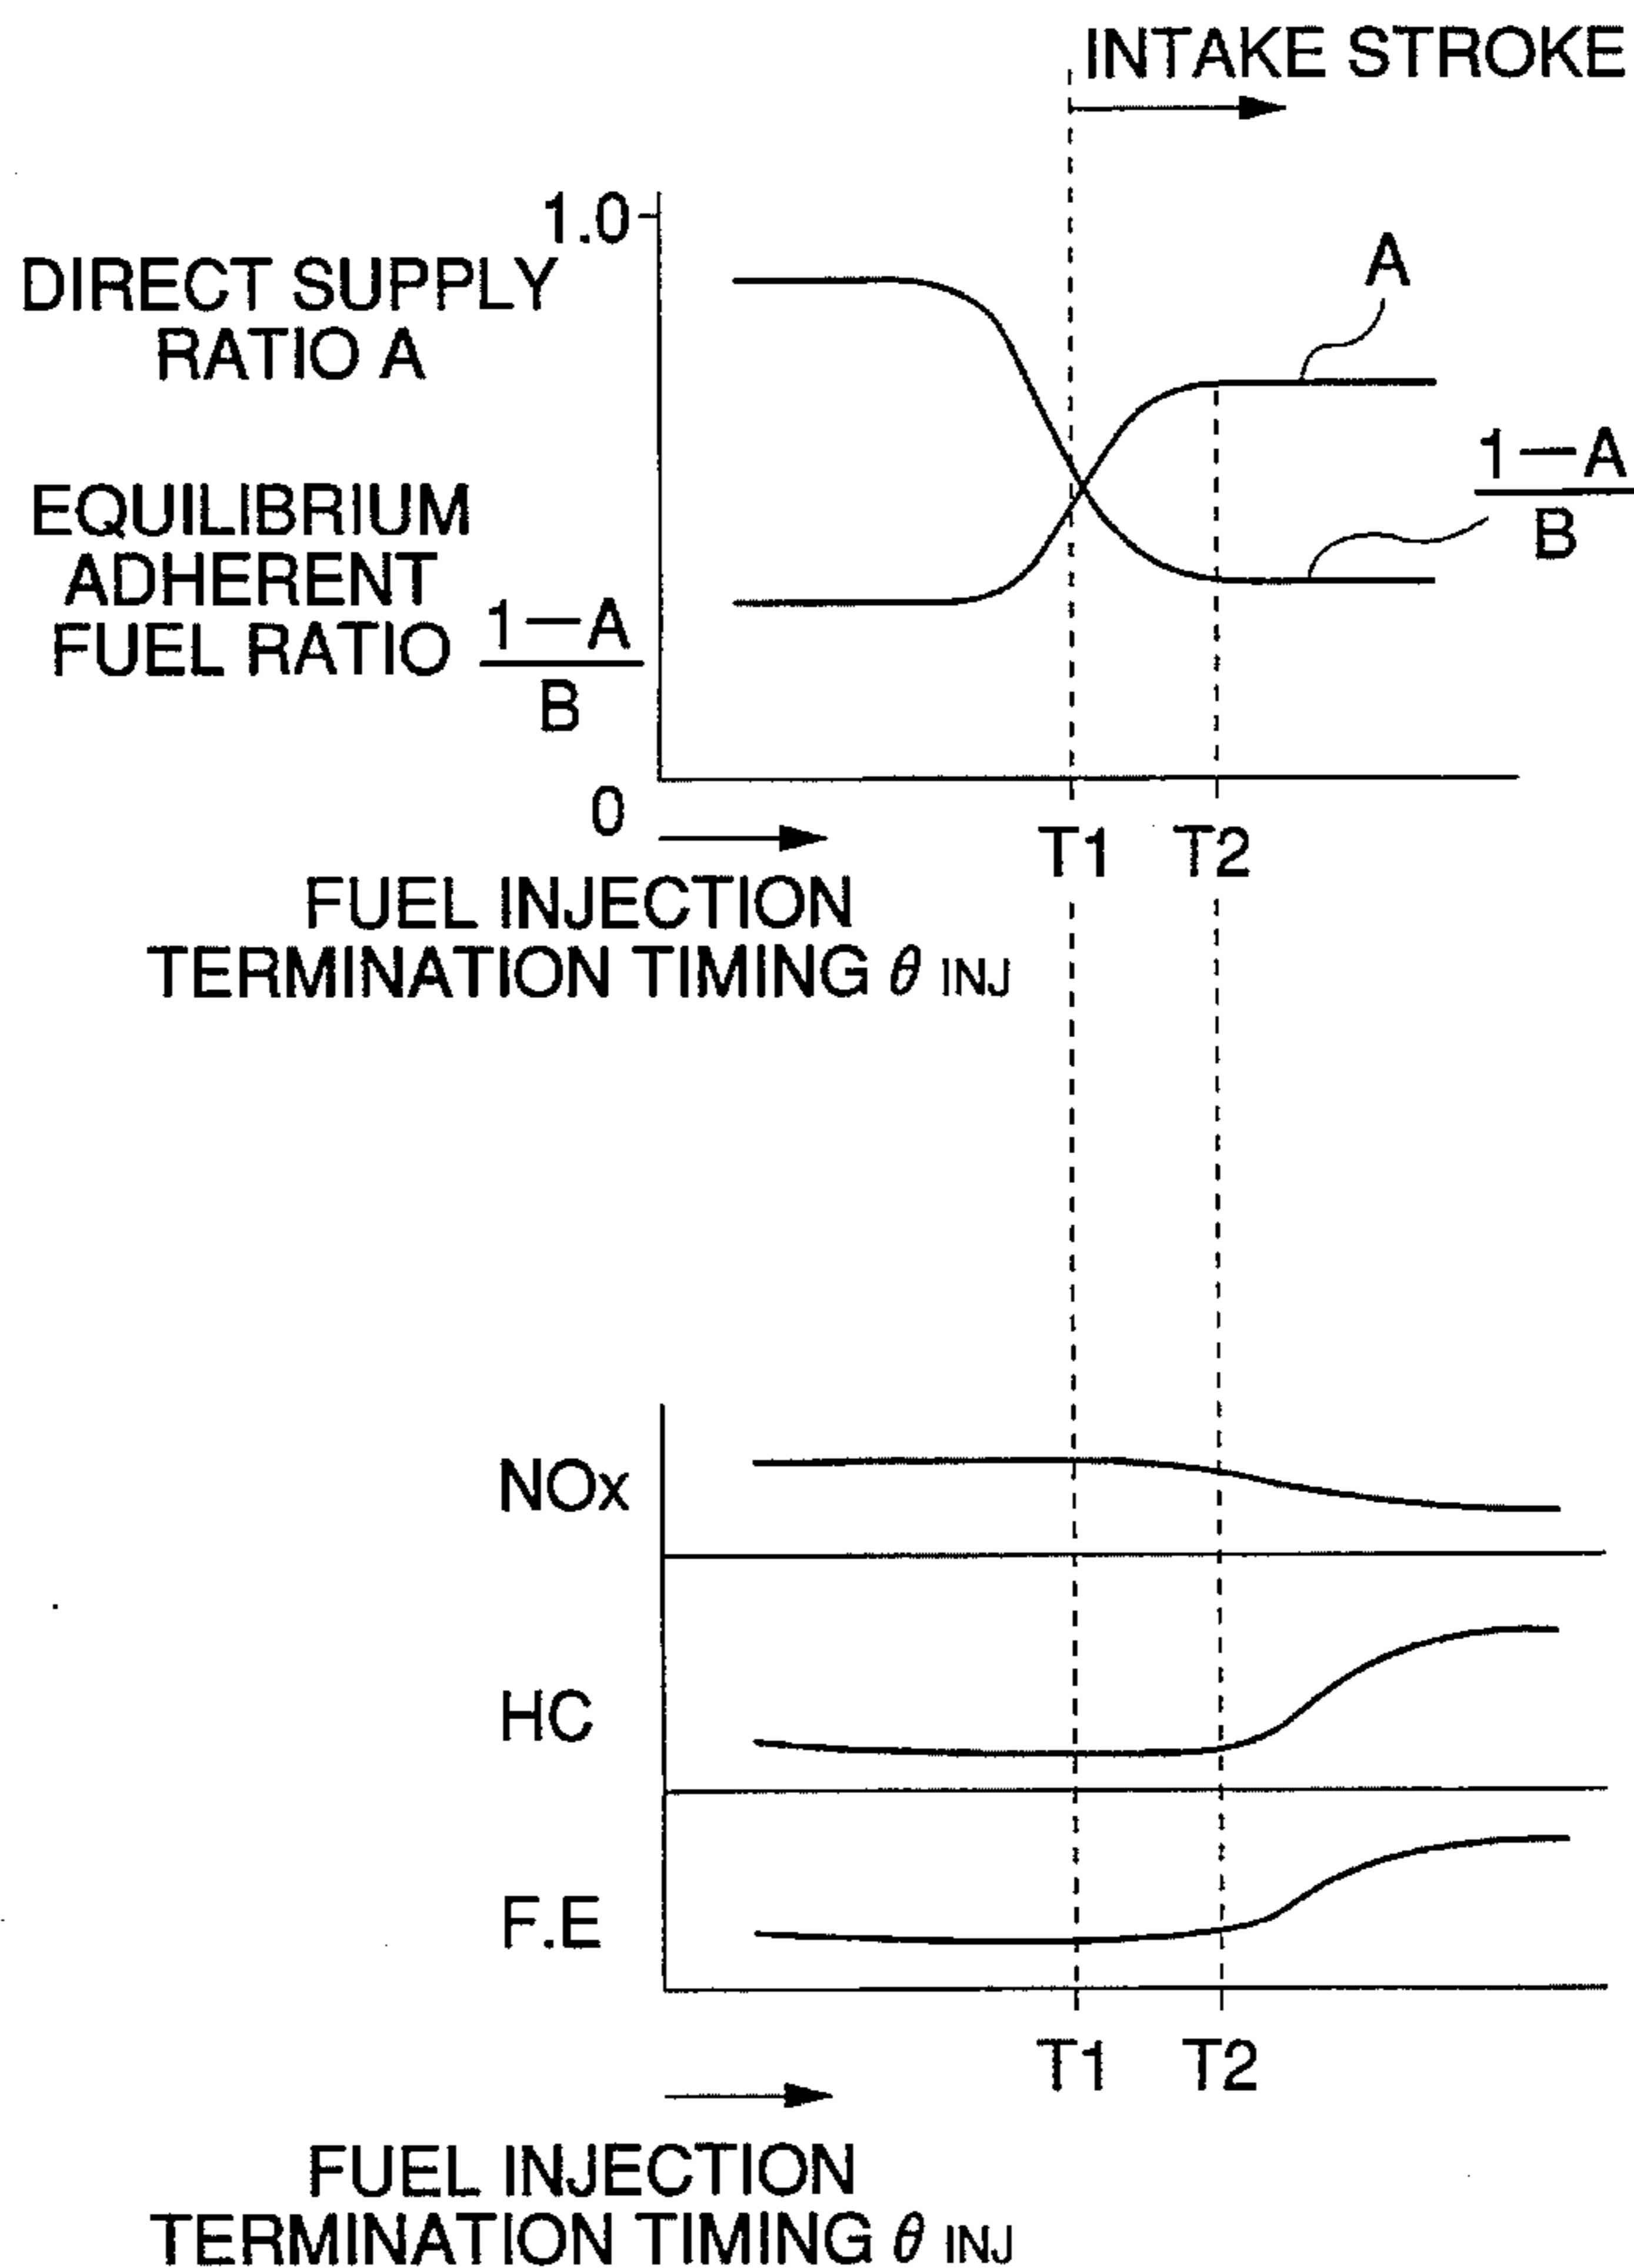 INTAKE STROKE
1.0
DIRECT SUPPLY
RATIO A
A
EQUILIBRIUM
ADHERENT
FUEL RATIO 1—A
B
1—A
B
0
T1 T2
FUEL INJECTION
TERMINATION TIMING θ INJ
NOx
HC
F.E
T1 T2
FUEL INJECTION
TERMINATION TIMING θ INJ